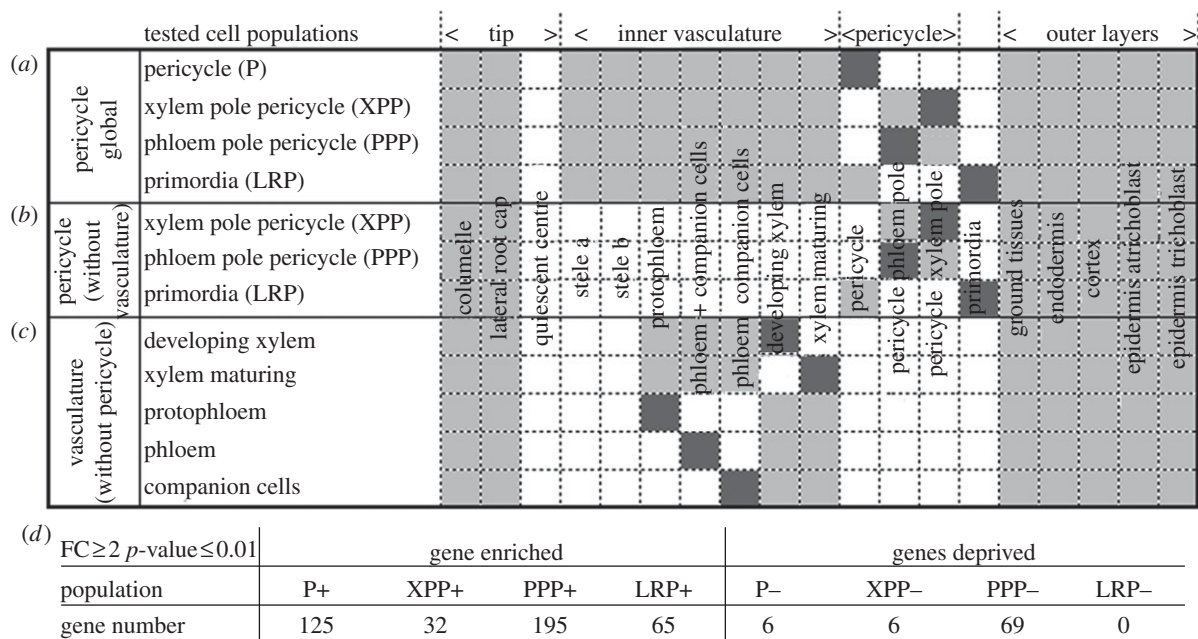 tested cell populations < tip > < inner vasculature > <pericycle> < outer layers >
(a)
pericycle global
pericycle (P)
xylem pole pericycle (XPP)
phloem pole pericycle (PPP)
primordia (LRP)
(b)
pericycle (without vasculature)
xylem pole pericycle (XPP)
phloem pole pericycle (PPP)
primordia (LRP)
(c)
vasculature (without pericycle)
developing xylem
xylem maturing
protophloem
phloem
companion cells
columelle
lateral root cap
quiescent centre
stele a
stele b
protophloem
phloem + companion cells
phloem companion cells
developing xylem
xylem maturing
pericycle
pericycle phloem pole
pericycle xylem pole
primordia
ground tissues
endodermis
cortex
epidermis atrichoblast
epidermis trichoblast
(d)
FC≥2 p-value≤0.01 gene enriched genes deprived
population P+ XPP+ PPP+ LRP+ P– XPP– PPP– LRP–
gene number 125 32 195 65 6 6 69 0